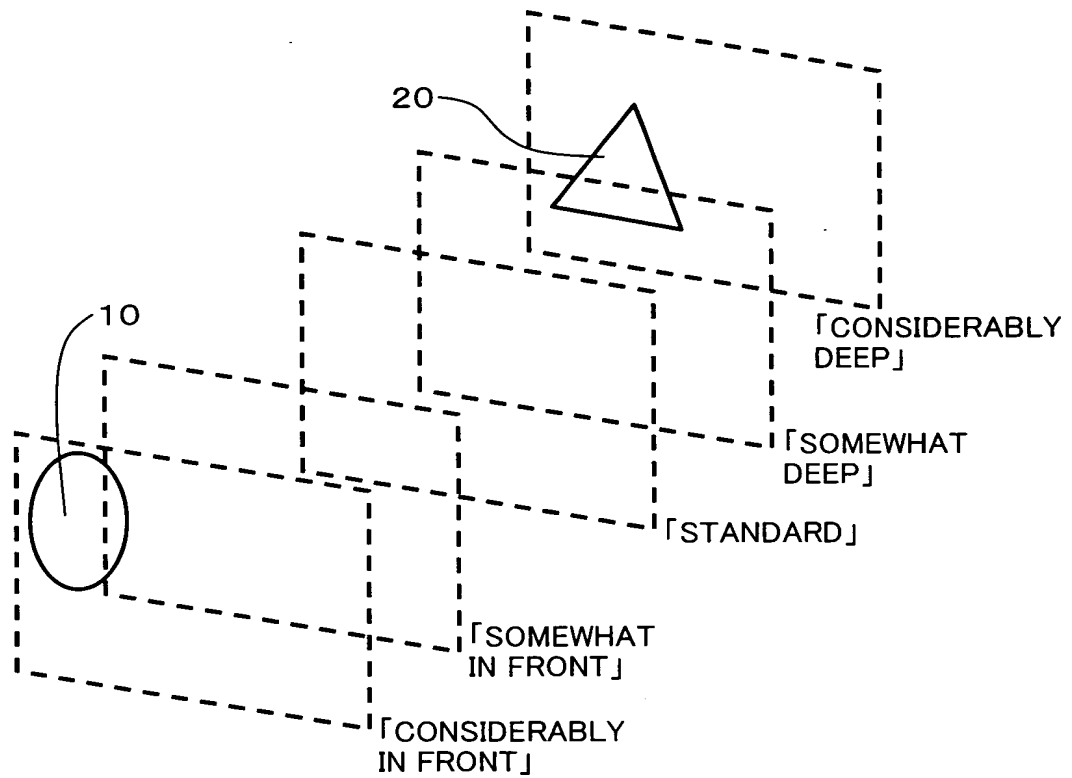 20
10
「CONSIDERABLY
DEEP」
「SOMEWHAT
DEEP」
「STANDARD」
「SOMEWHAT
IN FRONT」
「CONSIDERABLY
IN FRONT」